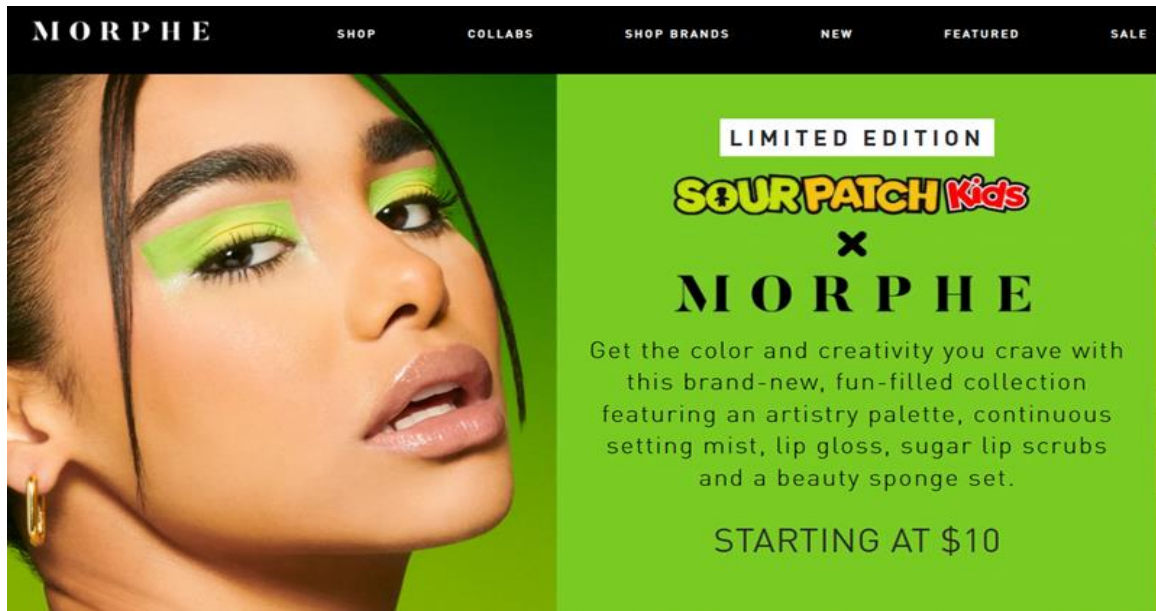 MORPHE
SHOP COLLABS SHOP BRANDS NEW FEATURED SALE
LIMITED EDITION
SOUR PATCH Kids
×
MORPHE
Get the color and creativity you crave with
this brand-new, fun-filled collection
featuring an artistry palette, continuous
setting mist, lip gloss, sugar lip scrubs
and a beauty sponge set.
STARTING AT $10